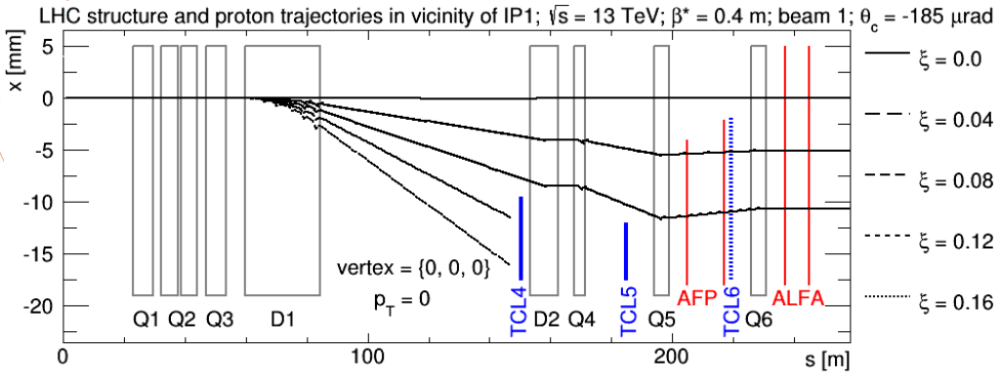 LHC structure and proton trajectories in vicinity of IP1; √s = 13 TeV; β* = 0.4 m; beam 1; θc = -185 μrad
x [mm]
5
0
-5
-10
-15
-20
ξ = 0.0
ξ = 0.04
ξ = 0.08
ξ = 0.12
ξ = 0.16
vertex = {0, 0, 0}
pT = 0
Q1 Q2 Q3 D1 TCL4 D2 Q4 TCL5 Q5 AFP TCL6 Q6 ALFA
0 100 200 s [m]